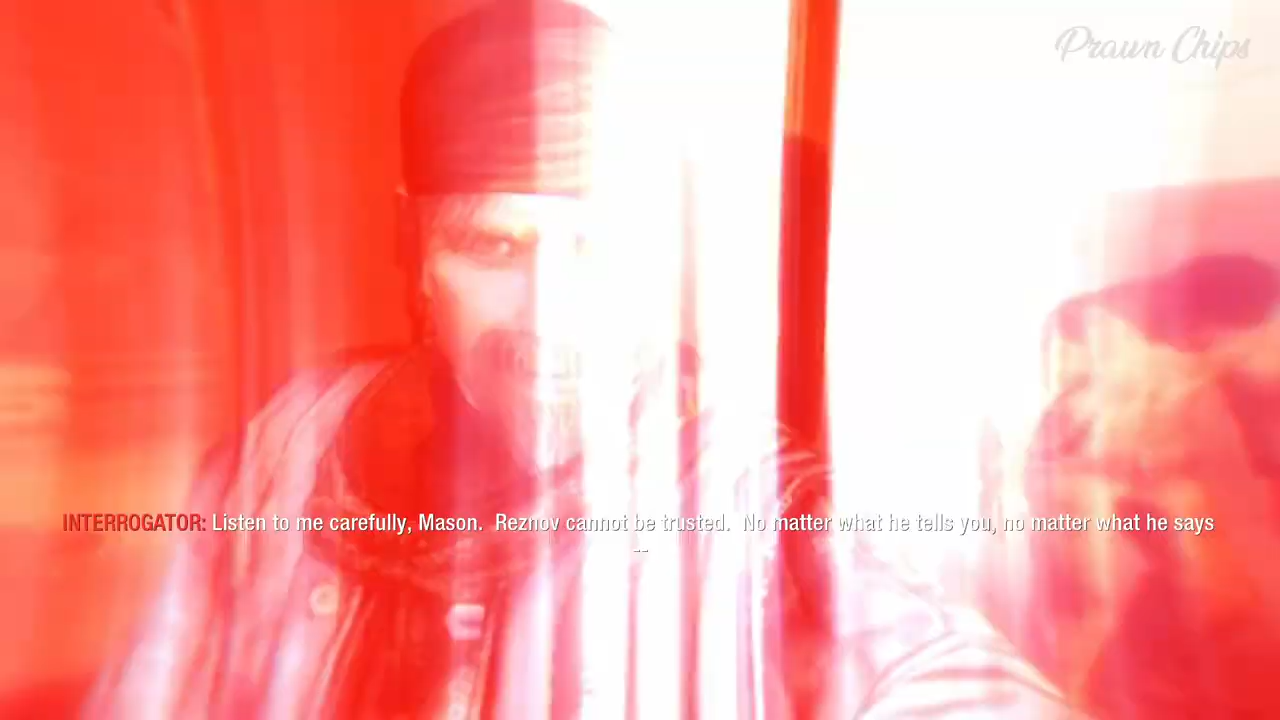 Prawn Chips
INTERROGATOR: Listen to me carefully, Mason.  Reznov cannot be trusted.  No matter what he tells you, no matter what he says
--